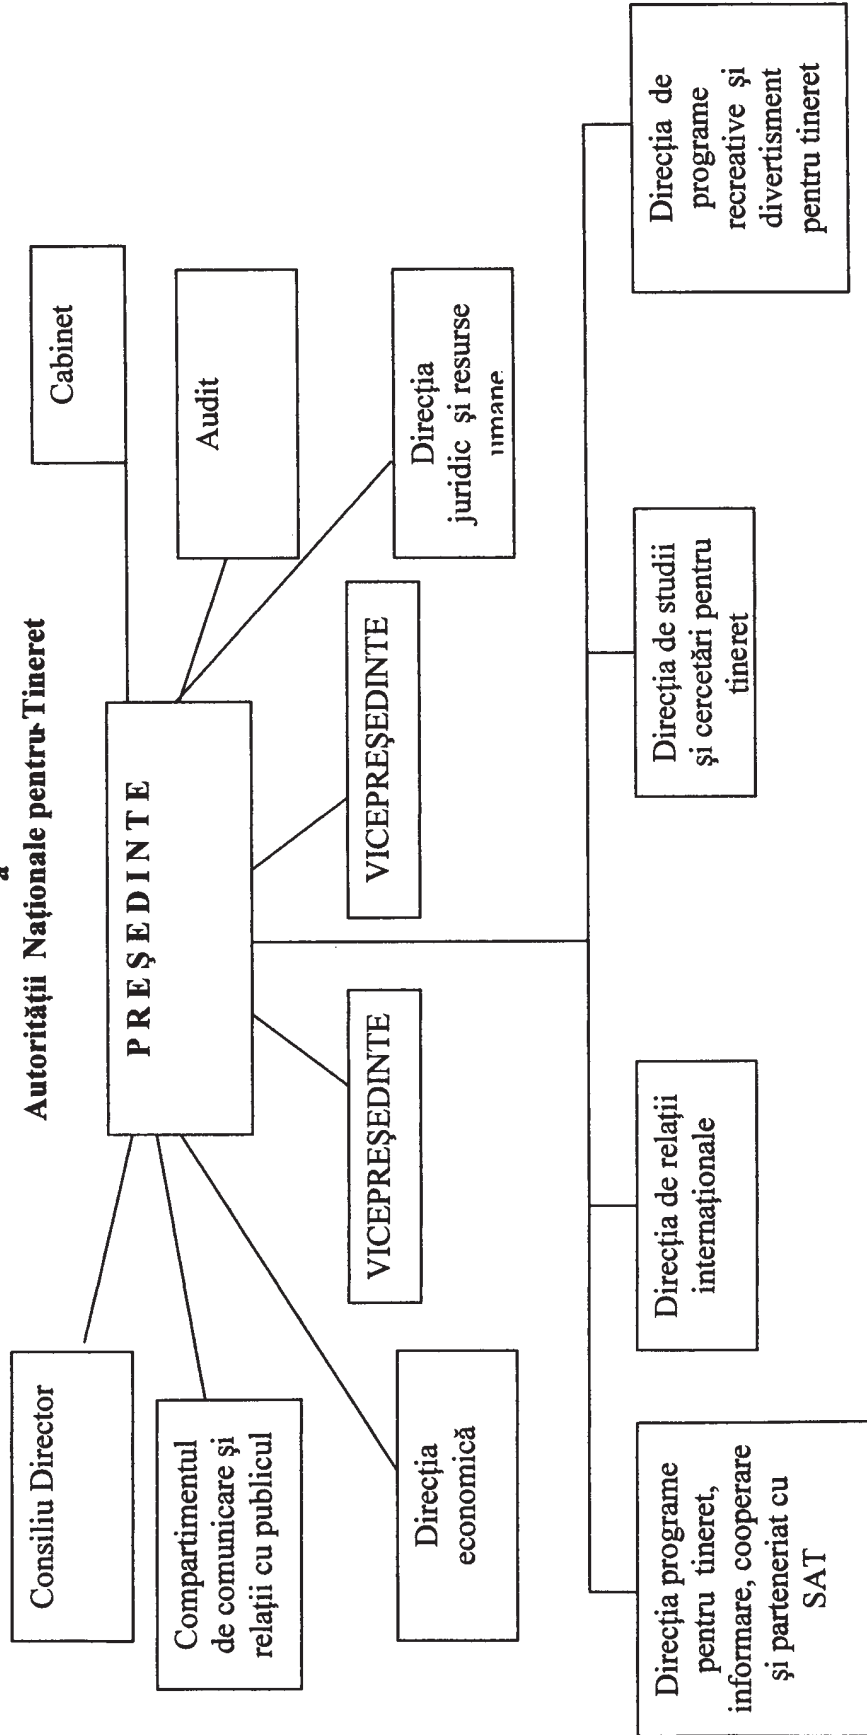 a
Autorității Naționale pentru Tineret
Consiliu Director
Cabinet
PREȘEDINTE
Compartimentul
de comunicare și
relații cu publicul
Audit
Direcția
economică
VICEPREȘEDINTE
VICEPREȘEDINTE
Direcția
juridic și resurse
umane
Direcția programe
pentru tineret,
informare, cooperare
și parteneriat cu
SAT
Direcția de relații
internaționale
Direcția de studii
și cercetări pentru
tineret
Direcția de
programe
recreative și
divertisment
pentru tineret